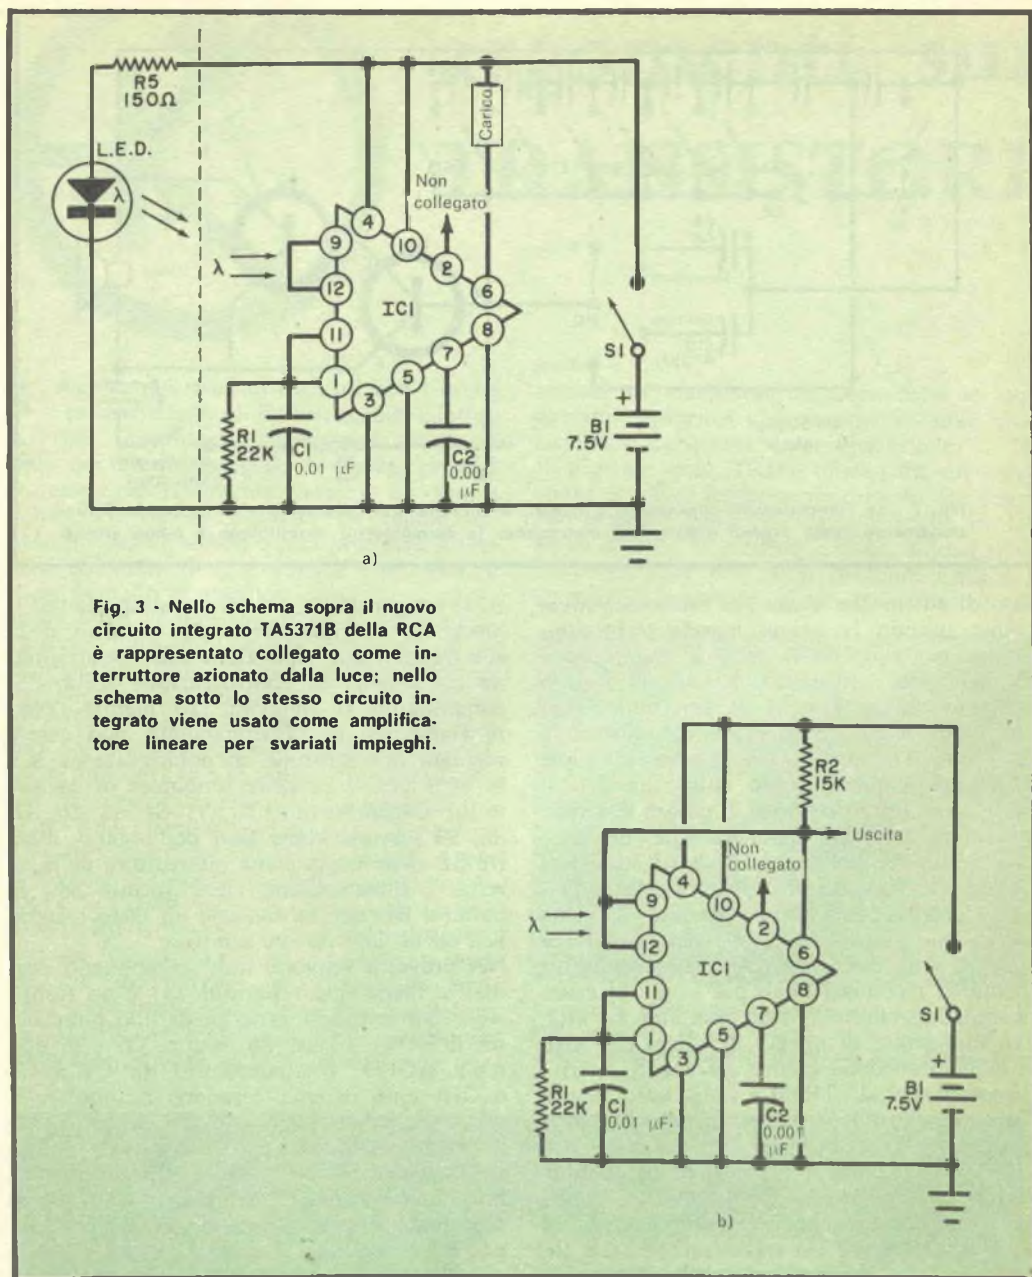 R5
150Ω
L.E.D.
λ
λ
Carico
Non
collegato
4
10
2
6
9
12
11
1
3
5
7
8
IC1
R1
22K
C1
0.01 μF
C2
0.001
μF
S1
+
B1
7.5V
a)
Fig. 3 - Nello schema sopra il nuovo
circuito integrato TA5371B della RCA
è rappresentato collegato come in-
terruttore azionato dalla luce; nello
schema sotto lo stesso circuito in-
tegrato viene usato come amplifica-
tore lineare per svariati impieghi.
R2
15K
Uscita
Non
collegato
λ
4
10
2
6
9
12
11
1
3
5
7
8
IC1
R1
22K
C1
0.01 μF.
C2
0.001
μF
S1
+
B1
7.5V
b)